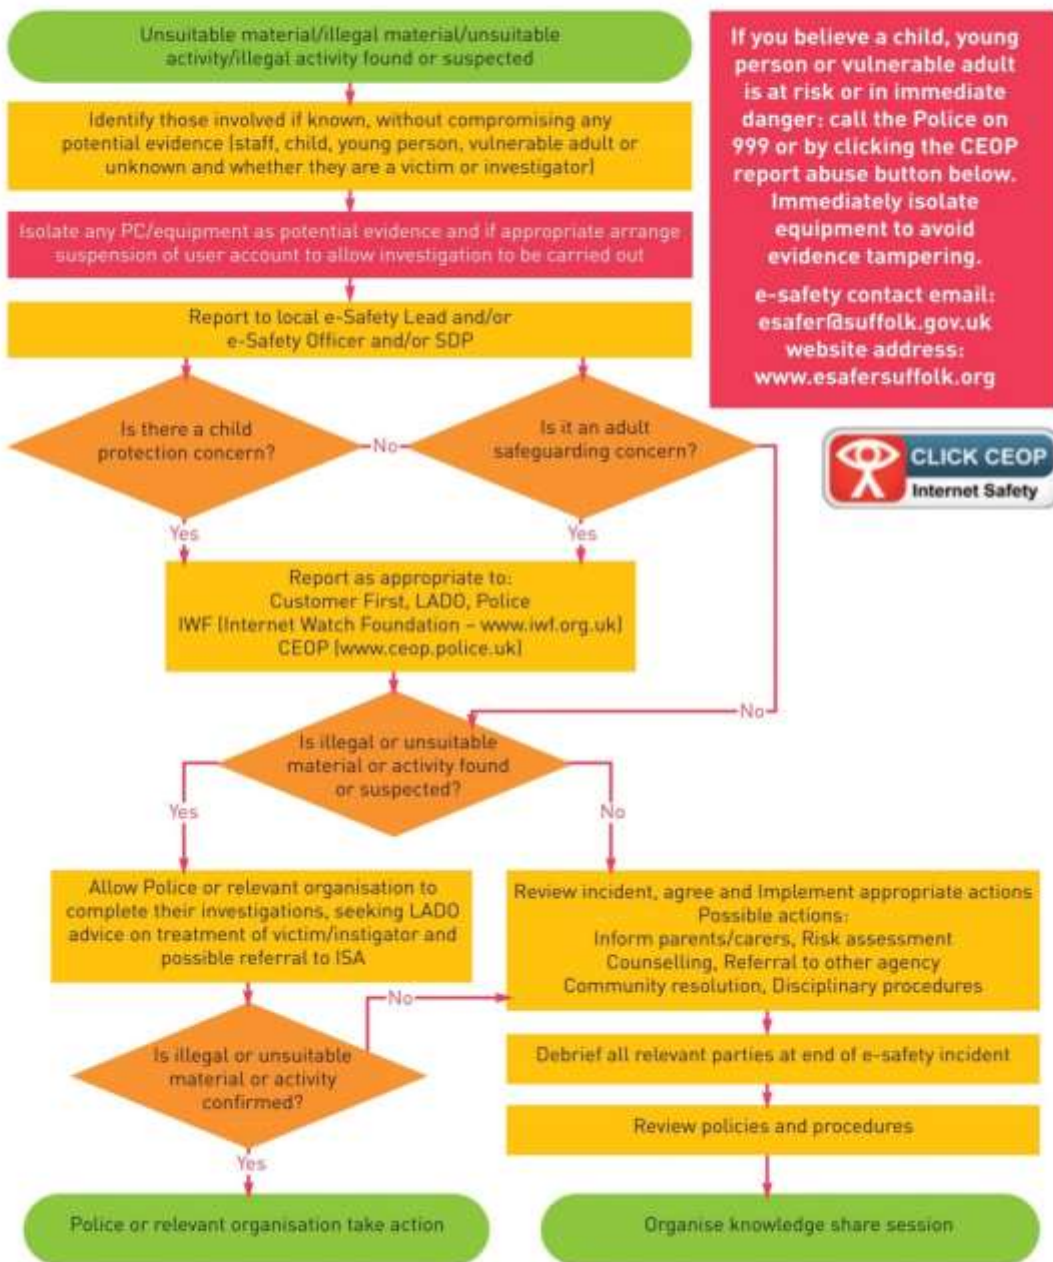 Unsuitable material/illegal material/unsuitable
activity/illegal activity found or suspected
If you believe a child, young
person or vulnerable adult
is at risk or in immediate
danger: call the Police on
999 or by clicking the CEOP
report abuse button below.
Immediately isolate
equipment to avoid
evidence tampering.
e-safety contact email:
esafer@suffolk.gov.uk
website address:
www.esafersuffolk.org
CLICK CEOP
Internet Safety
Identify those involved if known, without compromising any
potential evidence (staff, child, young person, vulnerable adult or
unknown and whether they are a victim or investigator)
Isolate any PC/equipment as potential evidence and if appropriate arrange
suspension of user account to allow investigation to be carried out
Report to local e-Safety Lead and/or
e-Safety Officer and/or SDP
Is there a child
protection concern?
No
Is it an adult
safeguarding concern?
Yes
Yes
Report as appropriate to:
Customer First, LADO, Police
IWF (Internet Watch Foundation – www.iwf.org.uk)
CEOP (www.ceop.police.uk)
No
Is illegal or unsuitable
material or activity found
or suspected?
Yes
No
Allow Police or relevant organisation to
complete their investigations, seeking LADO
advice on treatment of victim/instigator and
possible referral to ISA
Review incident, agree and Implement appropriate actions
Possible actions:
Inform parents/carers, Risk assessment
Counselling, Referral to other agency
Community resolution, Disciplinary procedures
No
Is illegal or unsuitable
material or activity
confirmed?
Debrief all relevant parties at end of e-safety incident
Review policies and procedures
Yes
Police or relevant organisation take action
Organise knowledge share session